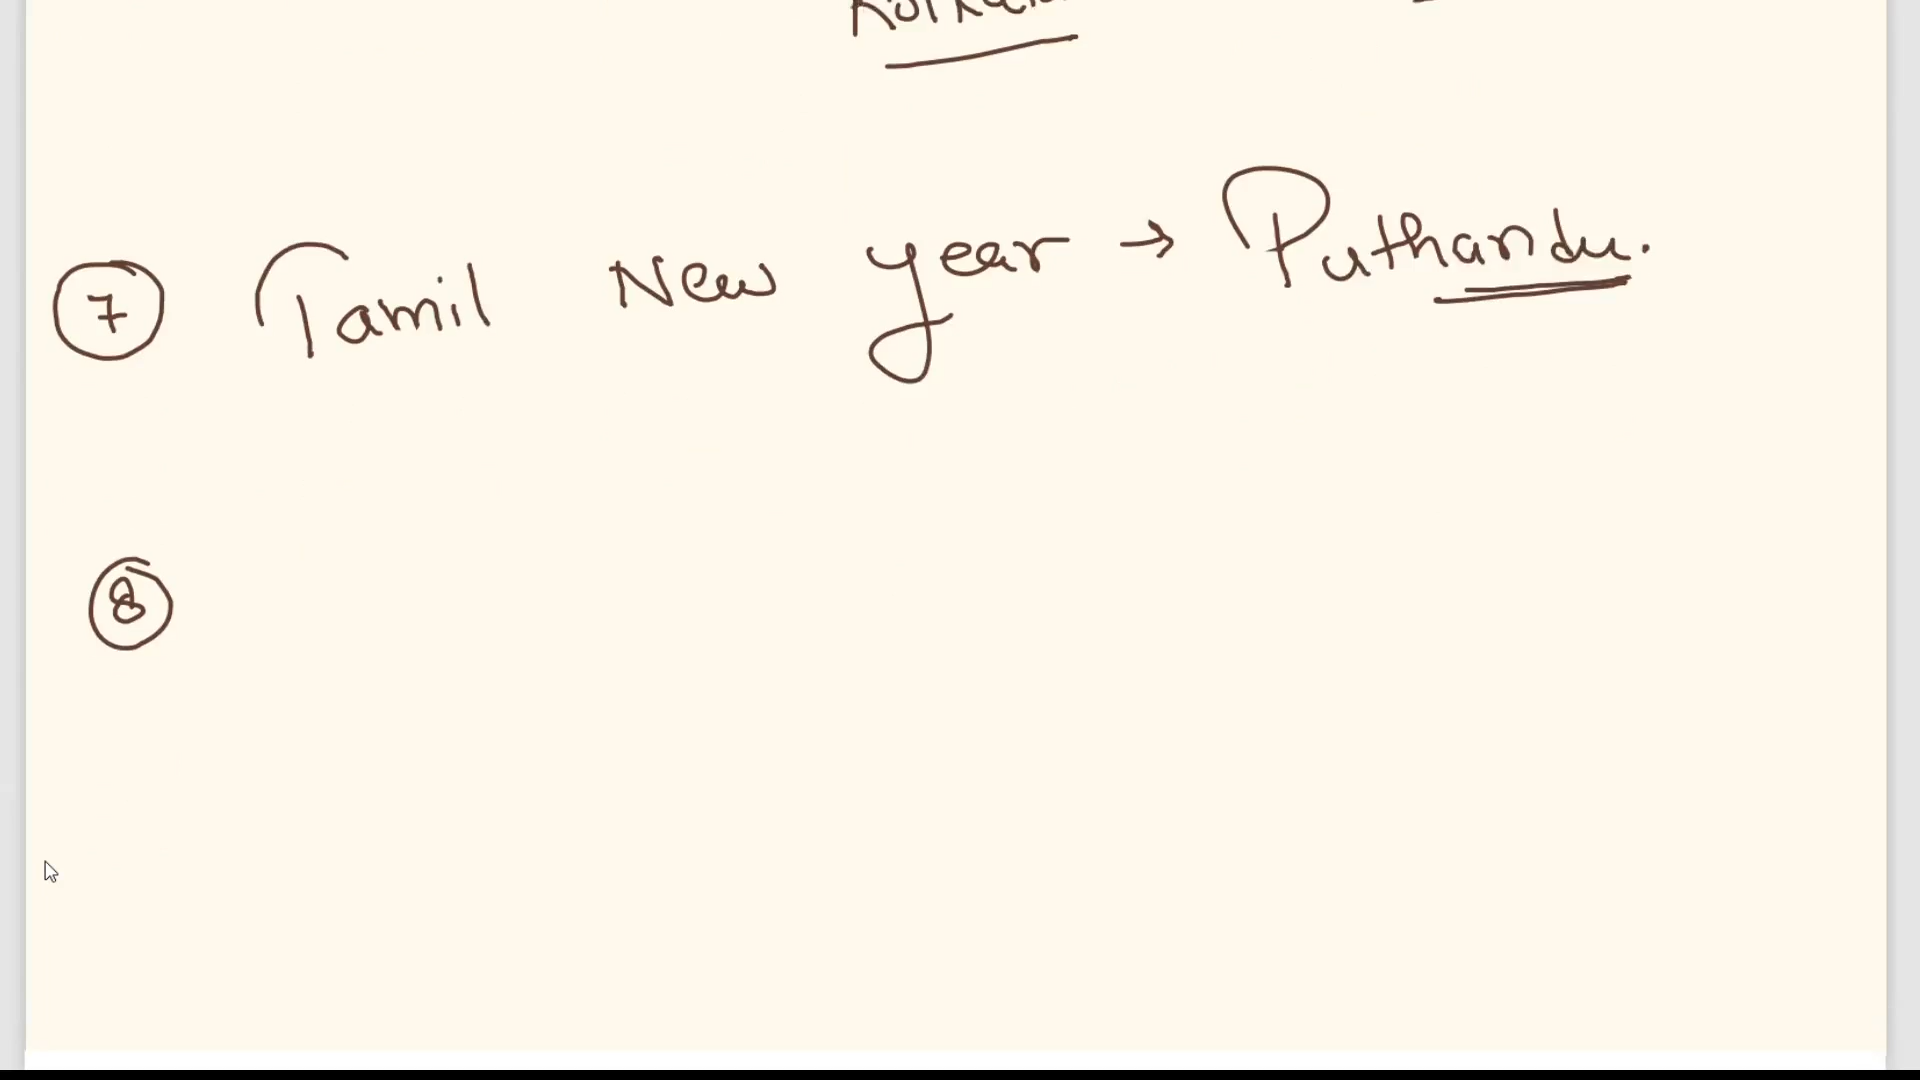 ⑦ Tamil New year → Puthandu.
⑧